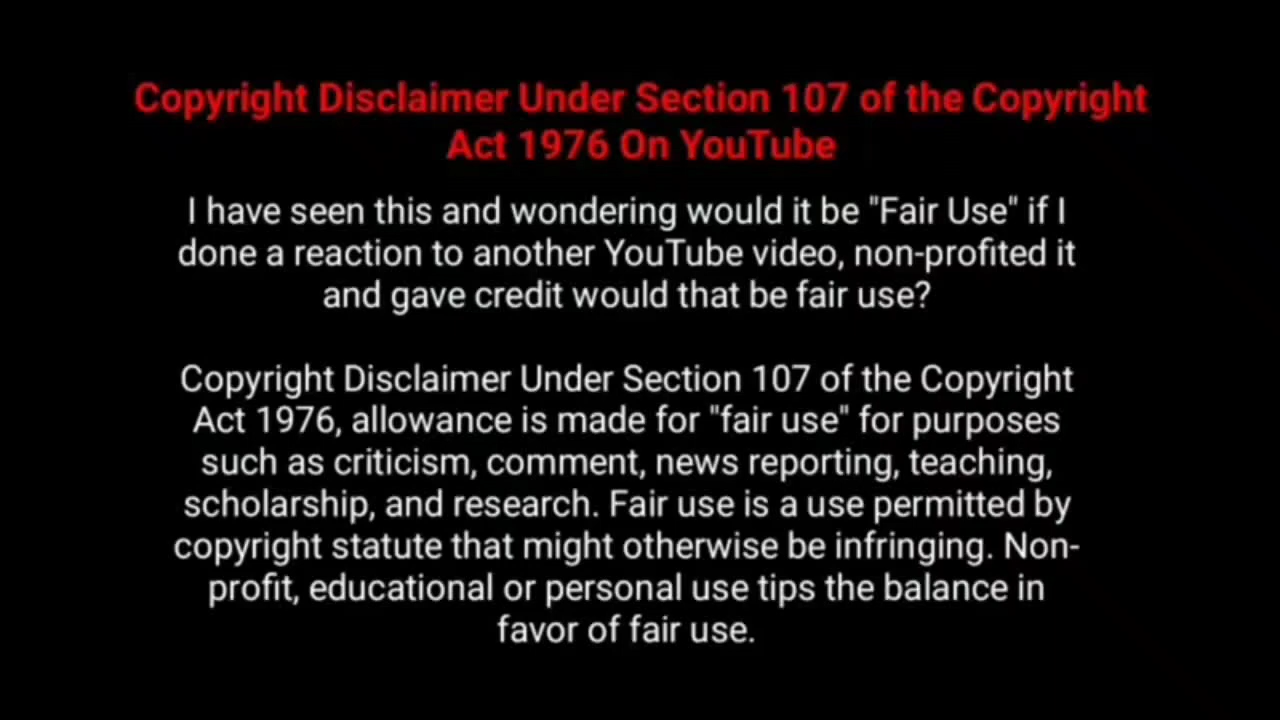 Copyright Disclaimer Under Section 107 of the Copyright
Act 1976 On YouTube
I have seen this and wondering would it be "Fair Use" if I
done a reaction to another YouTube video, non-profited it
and gave credit would that be fair use?
Copyright Disclaimer Under Section 107 of the Copyright
Act 1976, allowance is made for "fair use" for purposes
such as criticism, comment, news reporting, teaching,
scholarship, and research. Fair use is a use permitted by
copyright statute that might otherwise be infringing. Non-
profit, educational or personal use tips the balance in
favor of fair use.